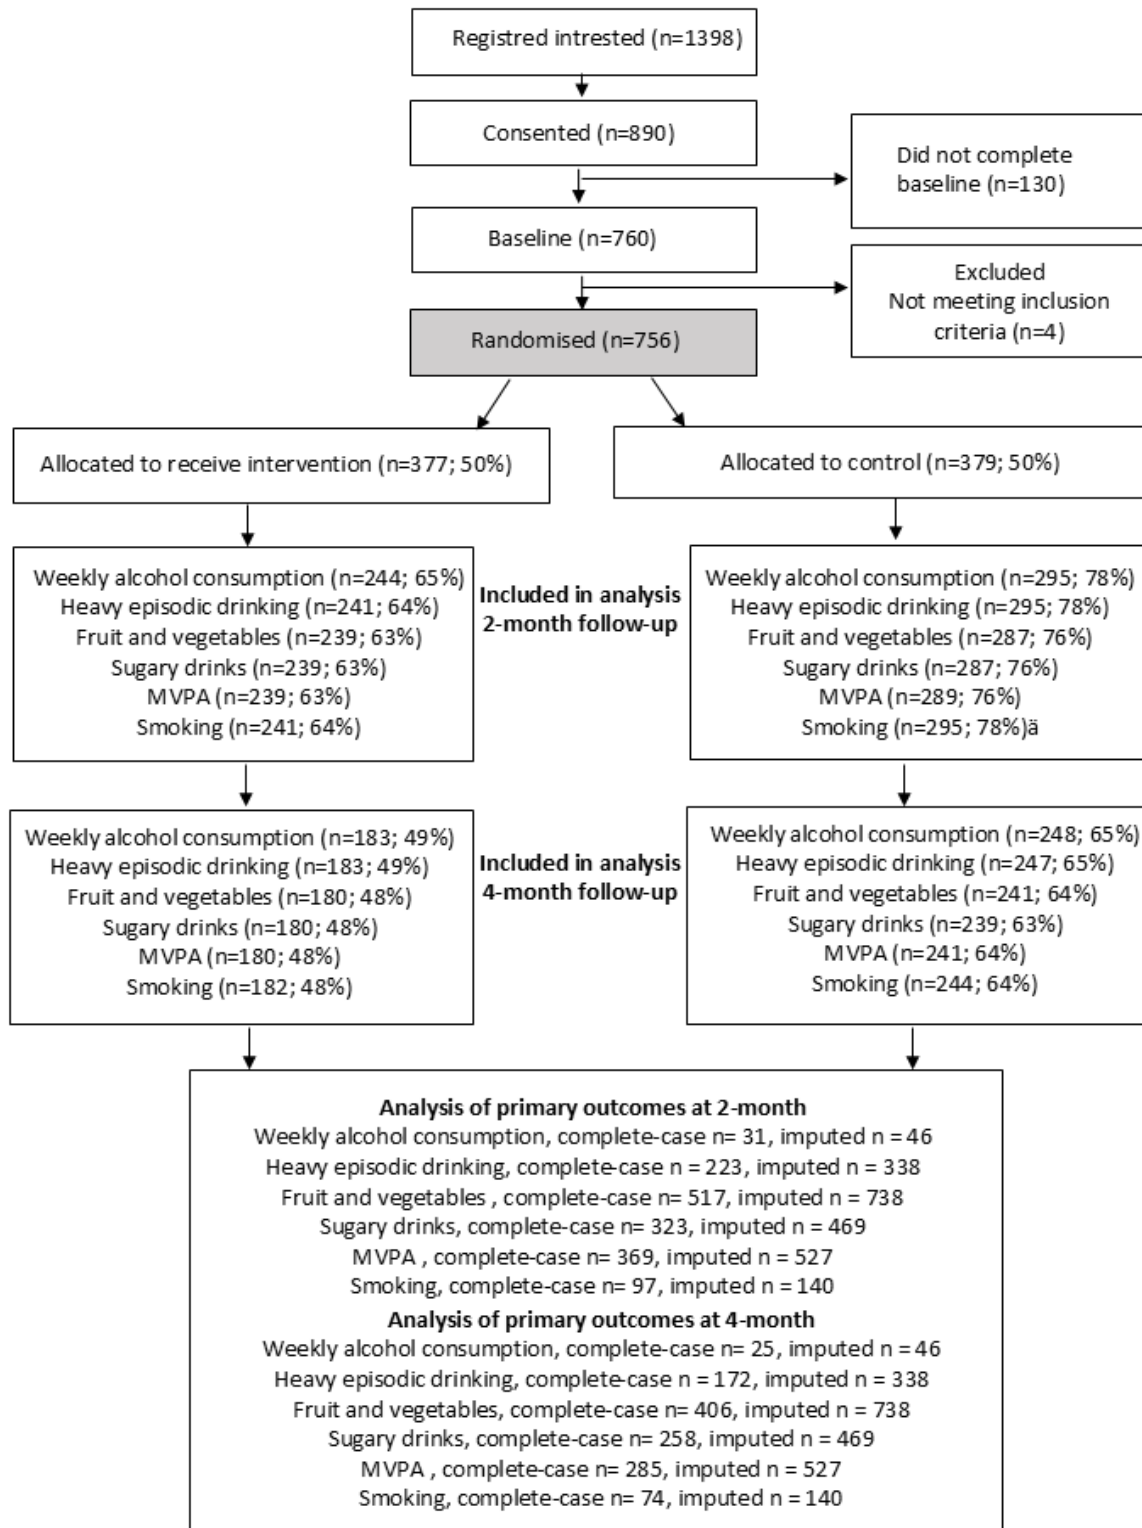 Registred intrested (n=1398)
Consented (n=890)
Did not complete
baseline (n=130)
Baseline (n=760)
Excluded
Not meeting inclusion
criteria (n=4)
Randomised (n=756)
Allocated to receive intervention (n=377; 50%)
Allocated to control (n=379; 50%)
Weekly alcohol consumption (n=244; 65%)
Heavy episodic drinking (n=241; 64%)
Fruit and vegetables (n=239; 63%)
Sugary drinks (n=239; 63%)
MVPA (n=239; 63%)
Smoking (n=241; 64%)
Included in analysis
2-month follow-up
Weekly alcohol consumption (n=295; 78%)
Heavy episodic drinking (n=295; 78%)
Fruit and vegetables (n=287; 76%)
Sugary drinks (n=287; 76%)
MVPA (n=289; 76%)
Smoking (n=295; 78%)ä
Weekly alcohol consumption (n=183; 49%)
Heavy episodic drinking (n=183; 49%)
Fruit and vegetables (n=180; 48%)
Sugary drinks (n=180; 48%)
MVPA (n=180; 48%)
Smoking (n=182; 48%)
Included in analysis
4-month follow-up
Weekly alcohol consumption (n=248; 65%)
Heavy episodic drinking (n=247; 65%)
Fruit and vegetables (n=241; 64%)
Sugary drinks (n=239; 63%)
MVPA (n=241; 64%)
Smoking (n=244; 64%)
Analysis of primary outcomes at 2-month
Weekly alcohol consumption, complete-case n= 31, imputed n = 46
Heavy episodic drinking, complete-case n = 223, imputed n = 338
Fruit and vegetables , complete-case n= 517, imputed n = 738
Sugary drinks, complete-case n= 323, imputed n = 469
MVPA , complete-case n= 369, imputed n = 527
Smoking, complete-case n= 97, imputed n = 140
Analysis of primary outcomes at 4-month
Weekly alcohol consumption, complete-case n= 25, imputed n = 46
Heavy episodic drinking, complete-case n = 172, imputed n = 338
Fruit and vegetables, complete-case n= 406, imputed n = 738
Sugary drinks, complete-case n= 258, imputed n = 469
MVPA , complete-case n= 285, imputed n = 527
Smoking, complete-case n= 74, imputed n = 140